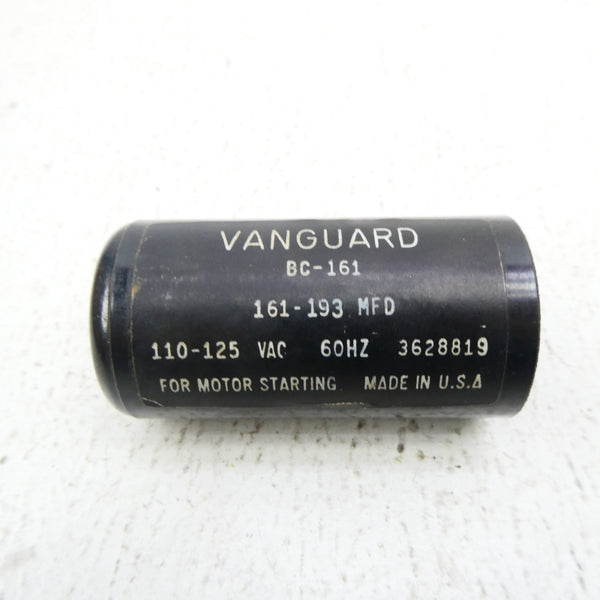 VANGUARD
BC-161
161-193 MFD
110-125 VAC 60HZ 3628819
FOR MOTOR STARTING. MADE IN U.S.A